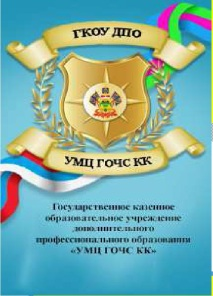 ГКОУ ДПО
УМЦ ГОЧС КК
Государственное казенное
образовательное учреждение
дополнительного
профессионального образования
«УМЦ ГОЧС КК»